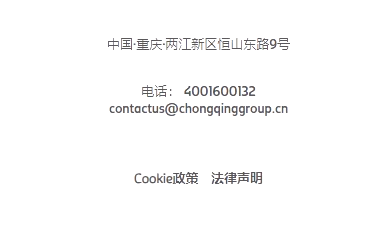 中国·重庆·两江新区恒山东路9号
电话： 4001600132
contactus@chongqinggroup.cn
Cookie政策 法律声明